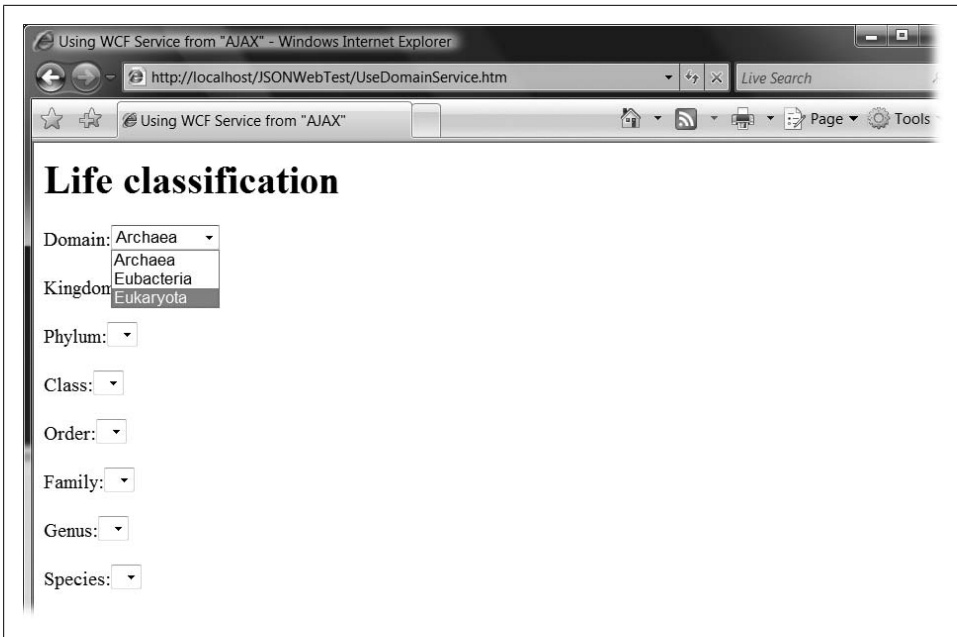 Using WCF Service from "AJAX" - Windows Internet Explorer
http://localhost/JSONWebTest/UseDomainService.htm
Live Search
Using WCF Service from "AJAX"
Page
Tools
Life classification
Domain: Archaea
Archaea
Eubacteria
Kingdom
Eukaryota
Phylum:
Class:
Order:
Family:
Genus:
Species: